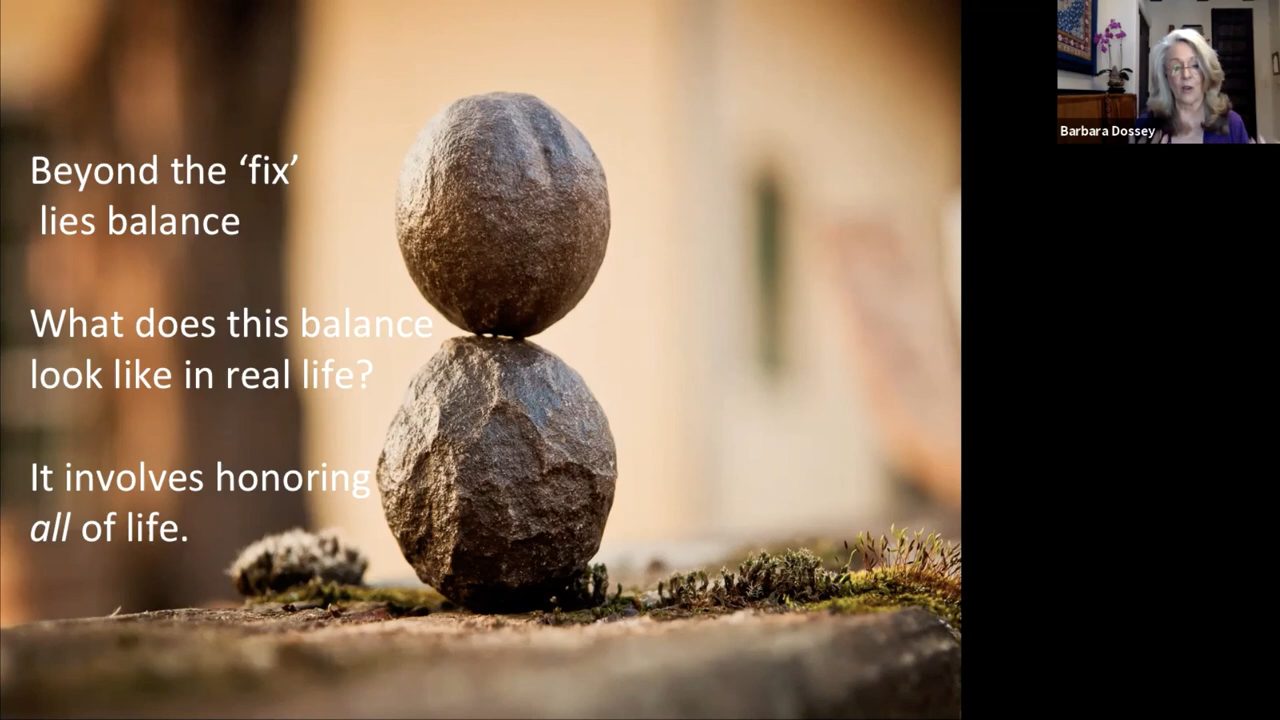 Beyond the ‘fix’
lies balance
What does this balance
look like in real life?
It involves honoring
all of life.
Barbara Dossey